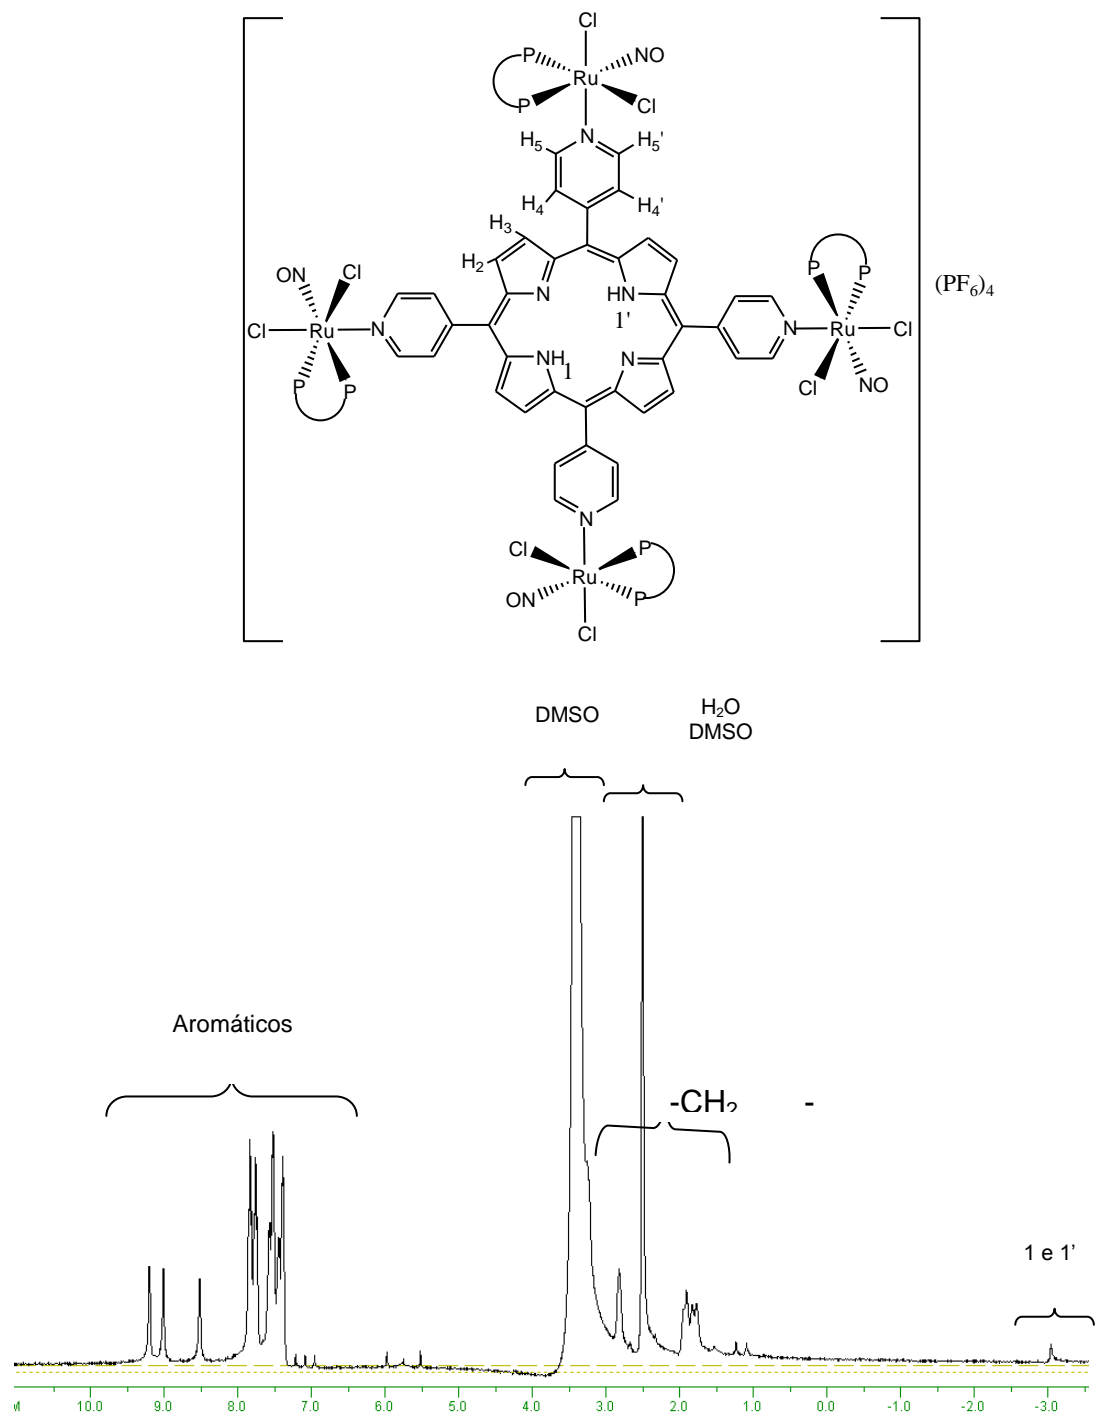 Cl
P NO
Ru
P Cl
N
H5 H5'
H4 H4'
H3
H2
ON Cl P P
N HN (PF6)4
Cl Ru N 1' N Ru Cl
NH 1 N
P P Cl NO
N
Cl P
Ru
ON P
Cl
DMSO H2O
DMSO
Aromáticos
-CH2 -
1 e 1'
M 10.0 9.0 8.0 7.0 6.0 5.0 4.0 3.0 2.0 1.0 0.0 -1.0 -2.0 -3.0